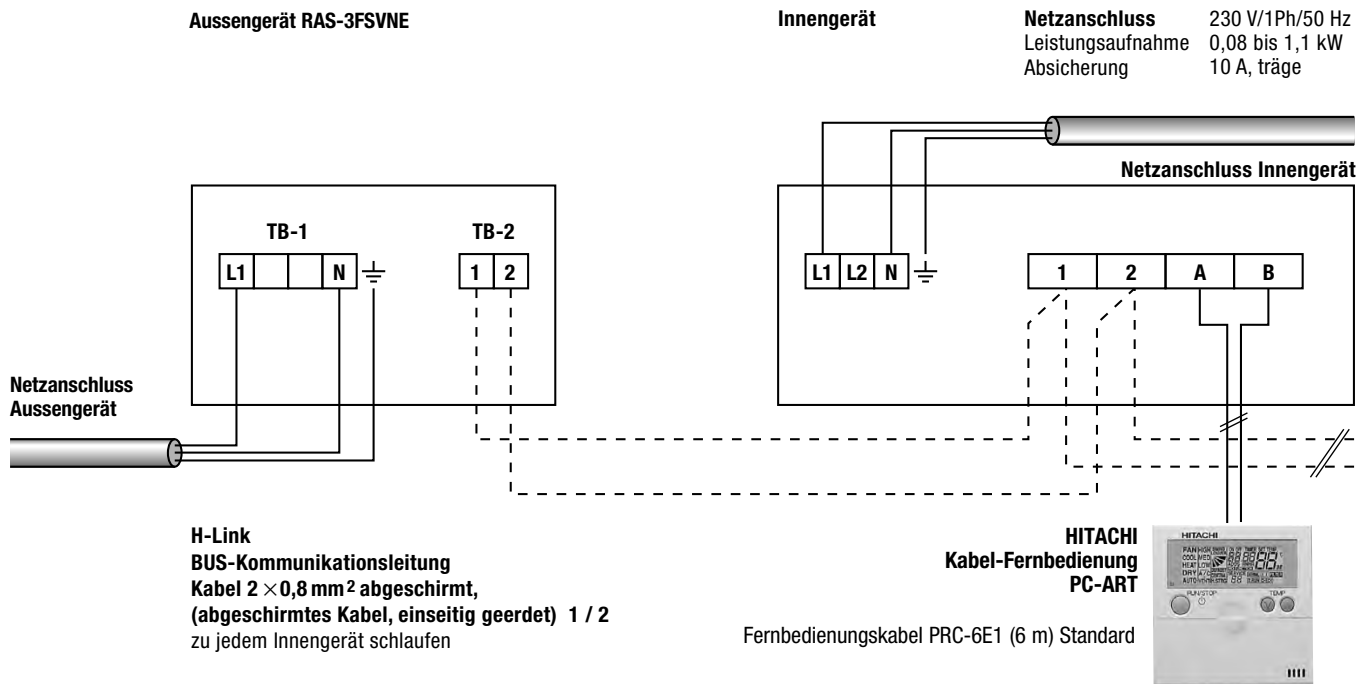 Aussengerät RAS-3FSVNE
Innengerät
Netzanschluss 230 V/1Ph/50 Hz
Leistungsaufnahme 0,08 bis 1,1 kW
Absicherung 10 A, träge
Netzanschluss Innengerät
TB-1
TB-2
L1 N
1 2
L1 L2 N
1 2 A B
Netzanschluss
Aussengerät
H-Link
BUS-Kommunikationsleitung
Kabel 2 × 0,8 mm² abgeschirmt,
(abgeschirmtes Kabel, einseitig geerdet) 1 / 2
zu jedem Innengerät schlaufen
HITACHI
Kabel-Fernbedienung
PC-ART
Fernbedienungskabel PRC-6E1 (6 m) Standard
HITACHI
FAN HIGH
COOL MED
HEAT LOW
DRY A/C
AUTO
RUN/STOP
TEMP